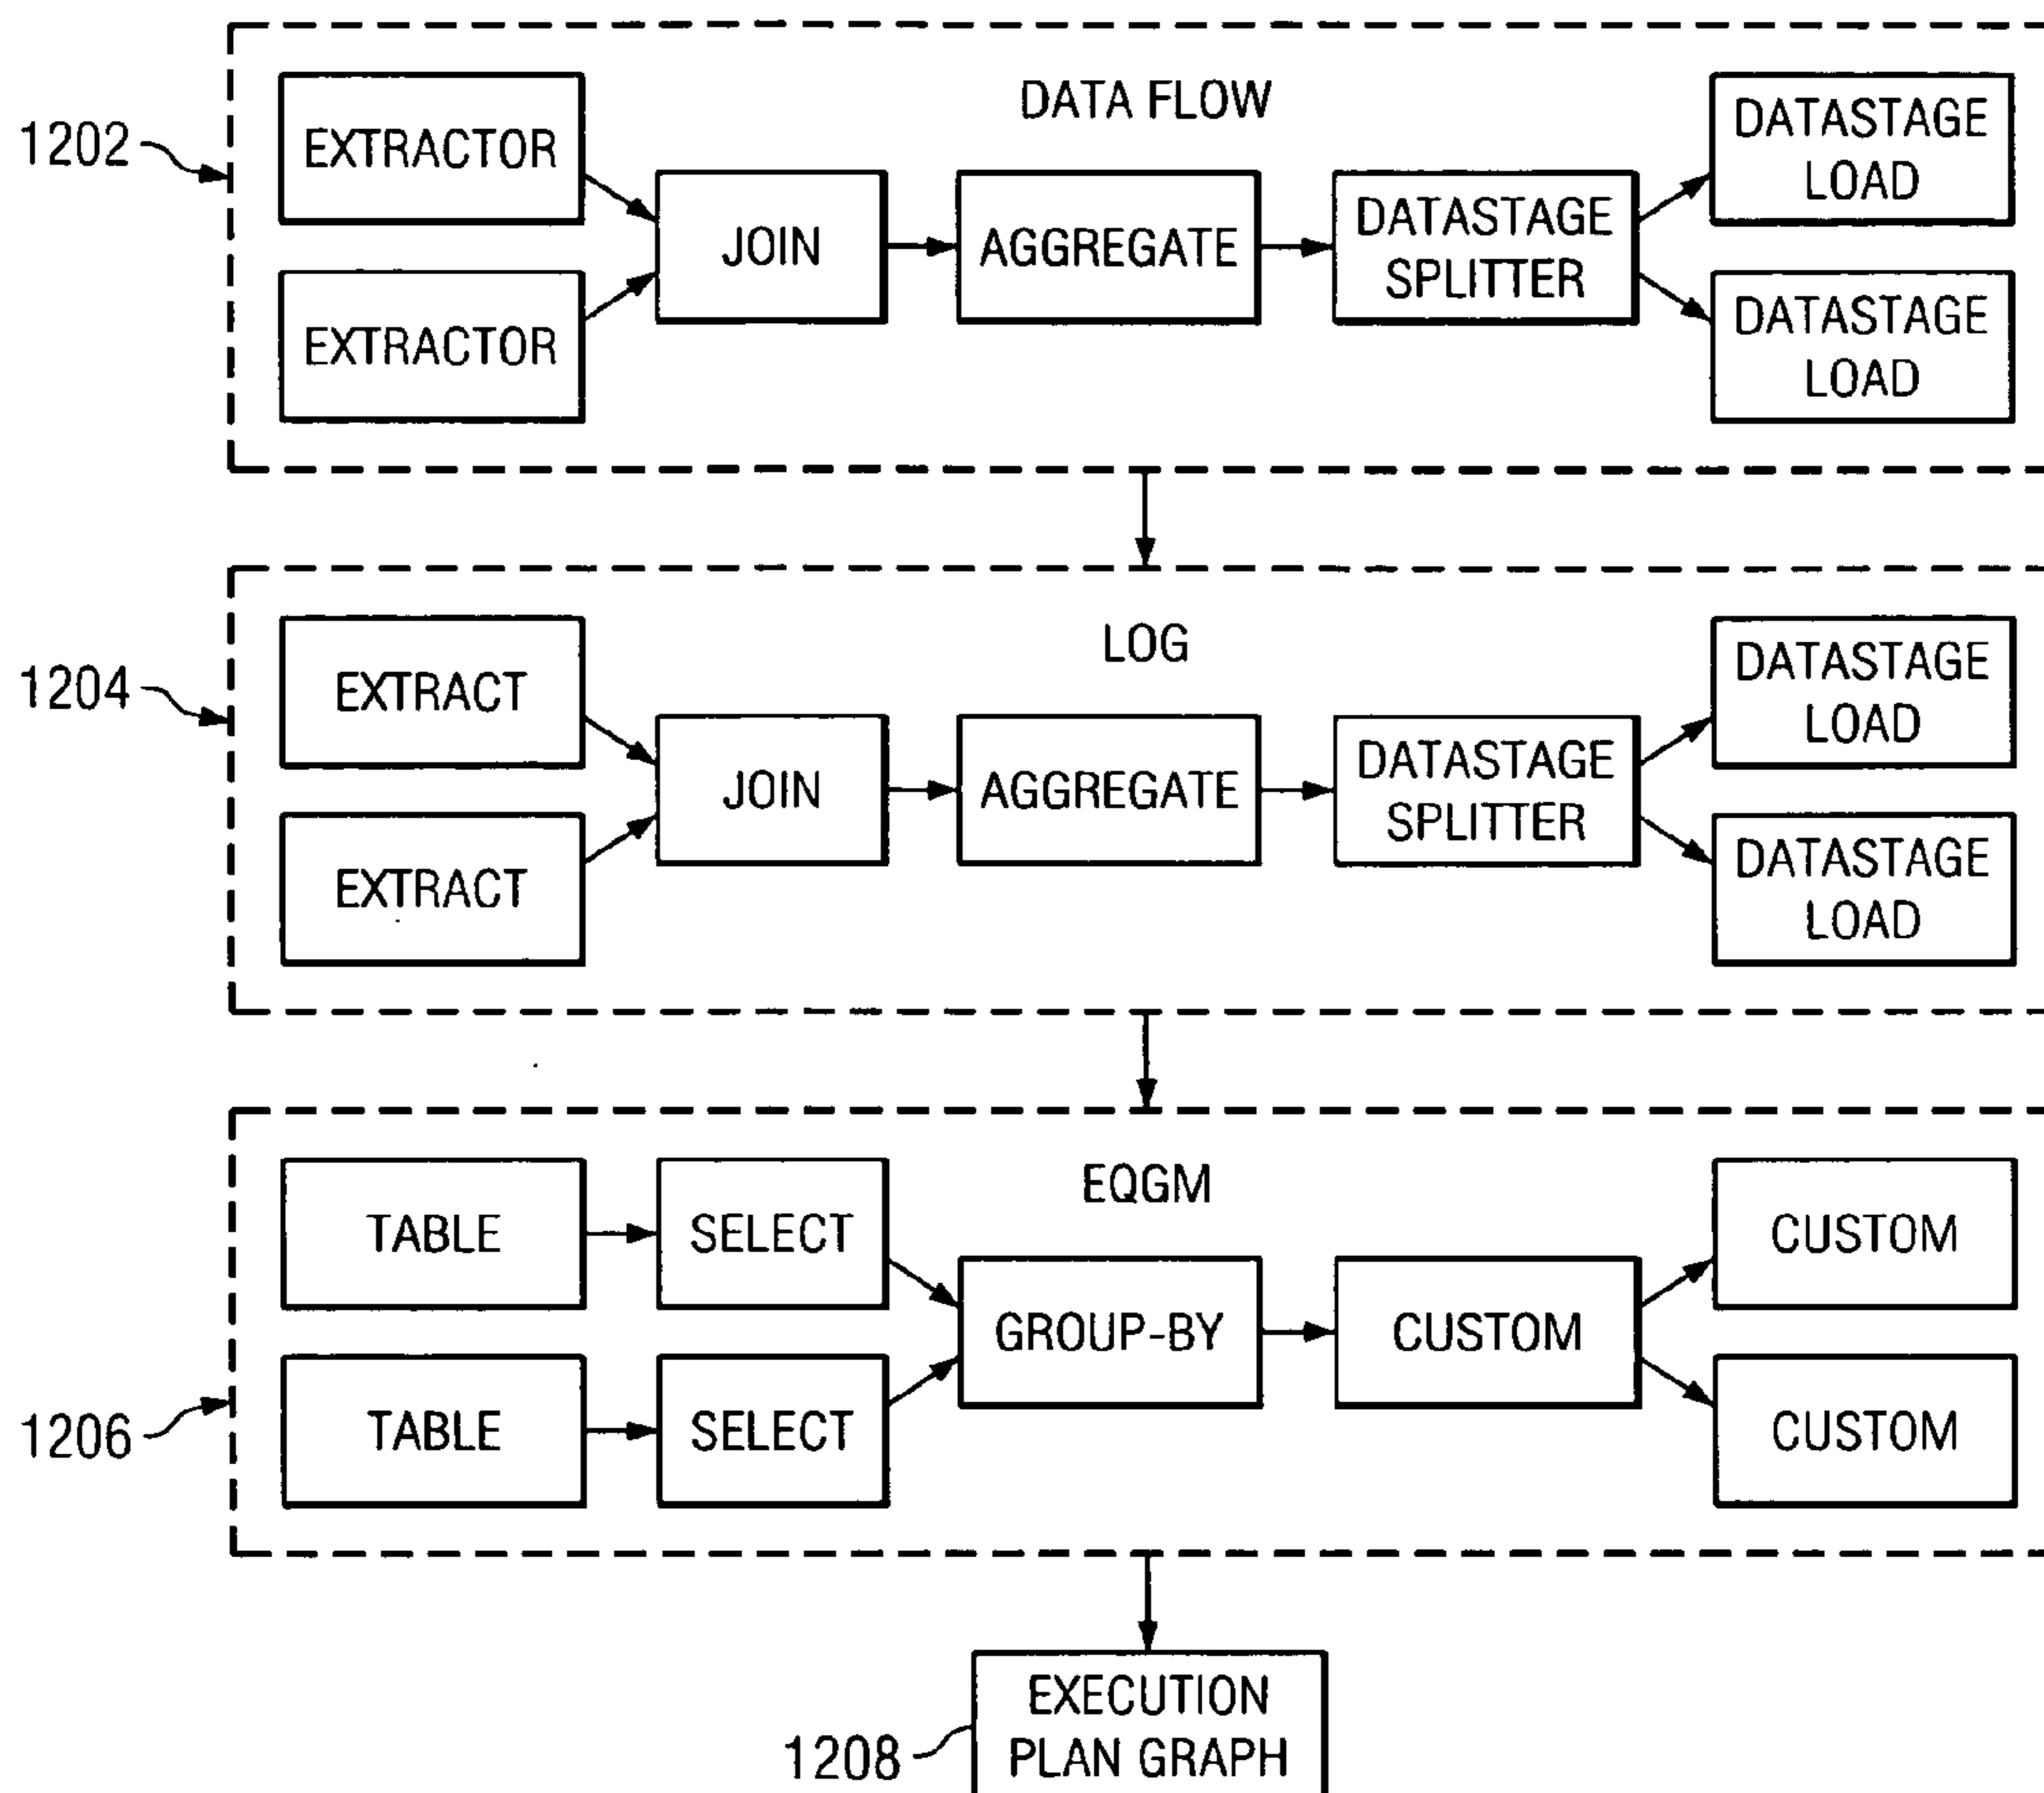 DATA FLOW
1202
EXTRACTOR
EXTRACTOR
JOIN
AGGREGATE
DATASTAGE
SPLITTER
DATASTAGE
LOAD
DATASTAGE
LOAD
LOG
1204
EXTRACT
EXTRACT
JOIN
AGGREGATE
DATASTAGE
SPLITTER
DATASTAGE
LOAD
DATASTAGE
LOAD
EQGM
1206
TABLE
SELECT
TABLE
SELECT
GROUP-BY
CUSTOM
CUSTOM
CUSTOM
1208
EXECUTION
PLAN GRAPH